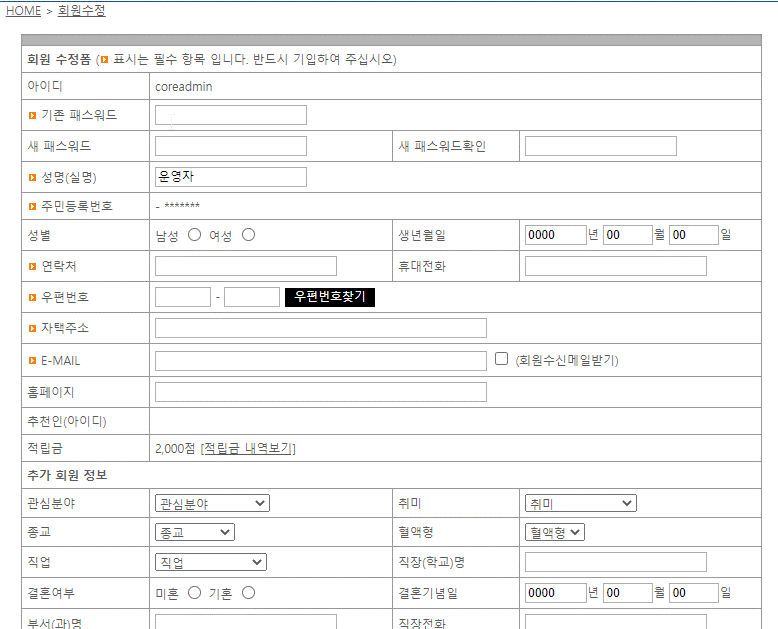 HOME > 회원수정
회원 수정폼 ( 표시는 필수 항목 입니다. 반드시 기입하여 주십시오)
아이디 coreadmin
기존 패스워드
새 패스워드 새 패스워드확인
성명(실명) 운영자
주민등록번호 - *******
성별 남성 여성 생년월일 0000 년 00 월 00 일
연락처 휴대전화
우편번호 - 우편번호찾기
자택주소
E-MAIL (회원수신메일받기)
홈페이지
추천인(아이디)
적립금 2,000점 [적립금 내역보기]
추가 회원 정보
관심분야 관심분야 취미 취미
종교 종교 혈액형 혈액형
직업 직업 직장(학교)명
결혼여부 미혼 기혼 결혼기념일 0000 년 00 월 00 일
부서(과)명 직장전화